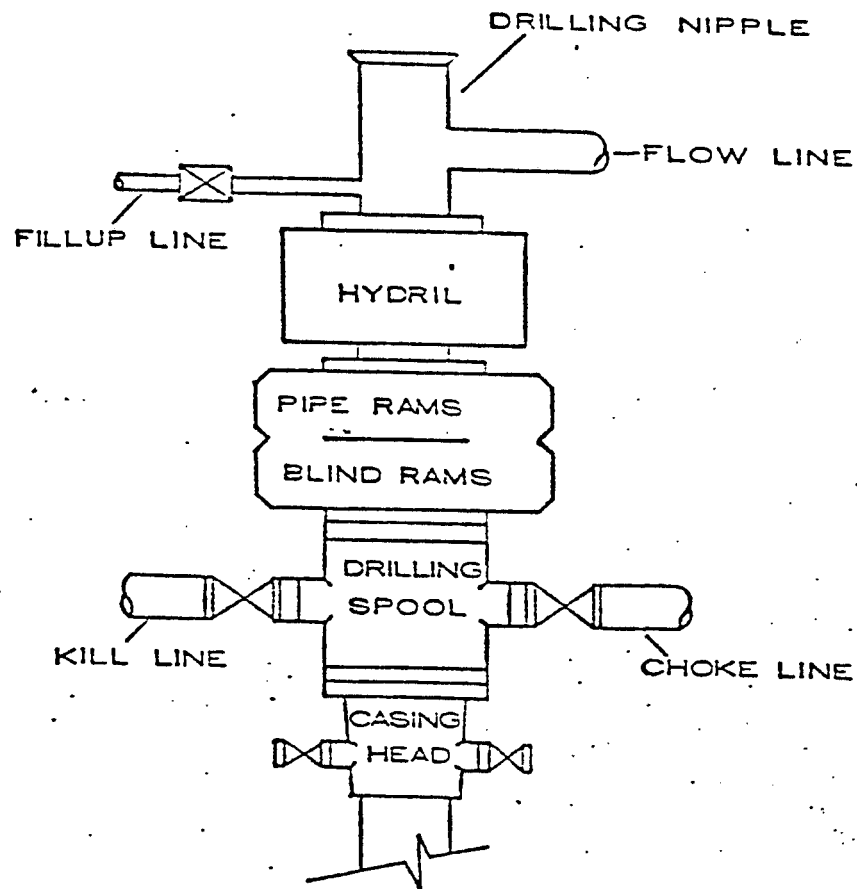 DRILLING NIPPLE
FLOW LINE
FILLUP LINE
HYDRIL
PIPE RAMS
BLIND RAMS
DRILLING
SPOOL
KILL LINE
CHOKE LINE
CASING
HEAD